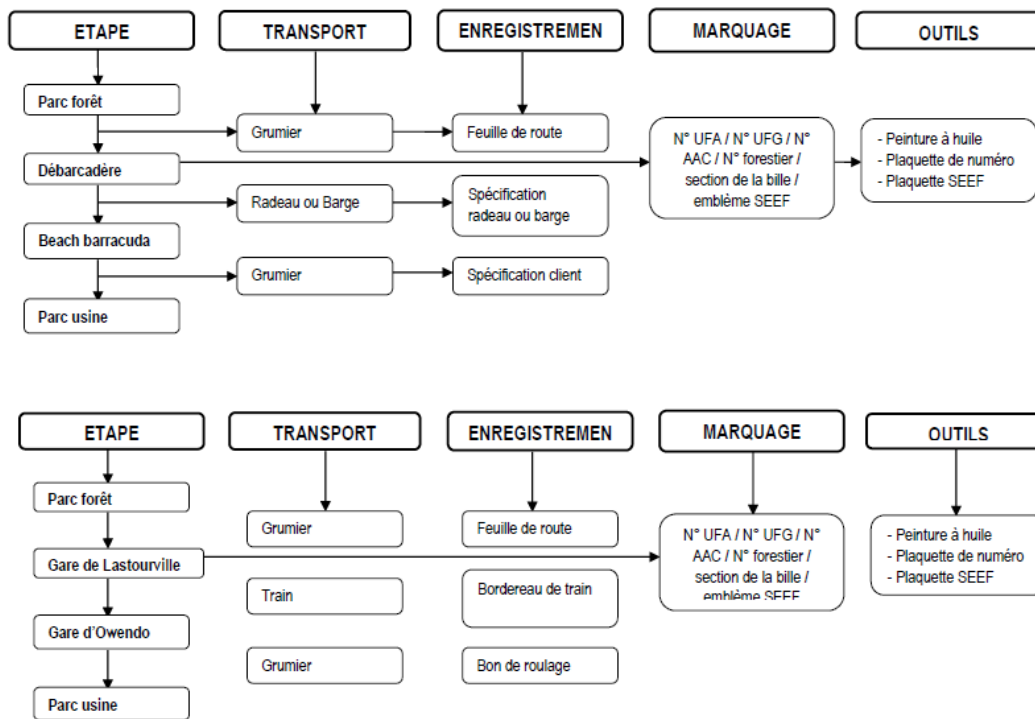 ETAPE
TRANSPORT
ENREGISTREMEN
MARQUAGE
OUTILS
Parc forêt
Grumier
Feuille de route
N° UFA / N° UFG / N°
AAC / N° forestier /
section de la bille /
emblème SEEF
- Peinture à huile
- Plaquette de numéro
- Plaquette SEEF
Débarcadère
Radeau ou Barge
Spécification
radeau ou barge
Beach barracuda
Grumier
Spécification client
Parc usine
ETAPE
TRANSPORT
ENREGISTREMEN
MARQUAGE
OUTILS
Parc forêt
Grumier
Feuille de route
N° UFA / N° UFG / N°
AAC / N° forestier /
section de la bille /
emblème SEEF
- Peinture à huile
- Plaquette de numéro
- Plaquette SEEF
Gare de Lastourville
Train
Bordereau de train
Gare d'Owendo
Grumier
Bon de roulage
Parc usine